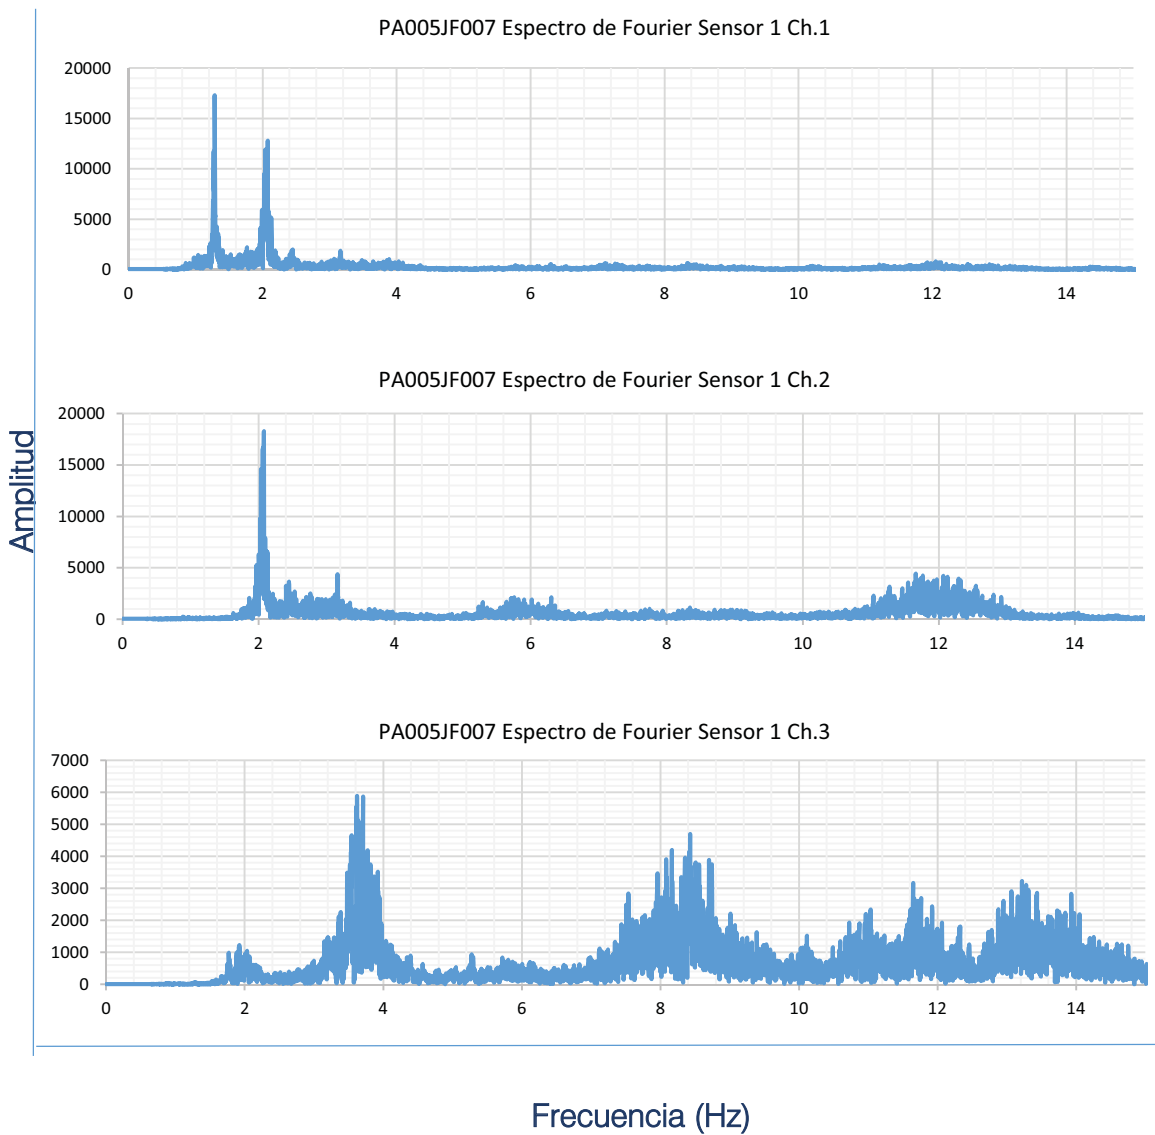 PA005JF007 Espectro de Fourier Sensor 1 Ch.1
20000
15000
10000
5000
0
0 2 4 6 8 10 12 14
PA005JF007 Espectro de Fourier Sensor 1 Ch.2
Amplitud
20000
15000
10000
5000
0
0 2 4 6 8 10 12 14
PA005JF007 Espectro de Fourier Sensor 1 Ch.3
7000
6000
5000
4000
3000
2000
1000
0
0 2 4 6 8 10 12 14
Frecuencia (Hz)